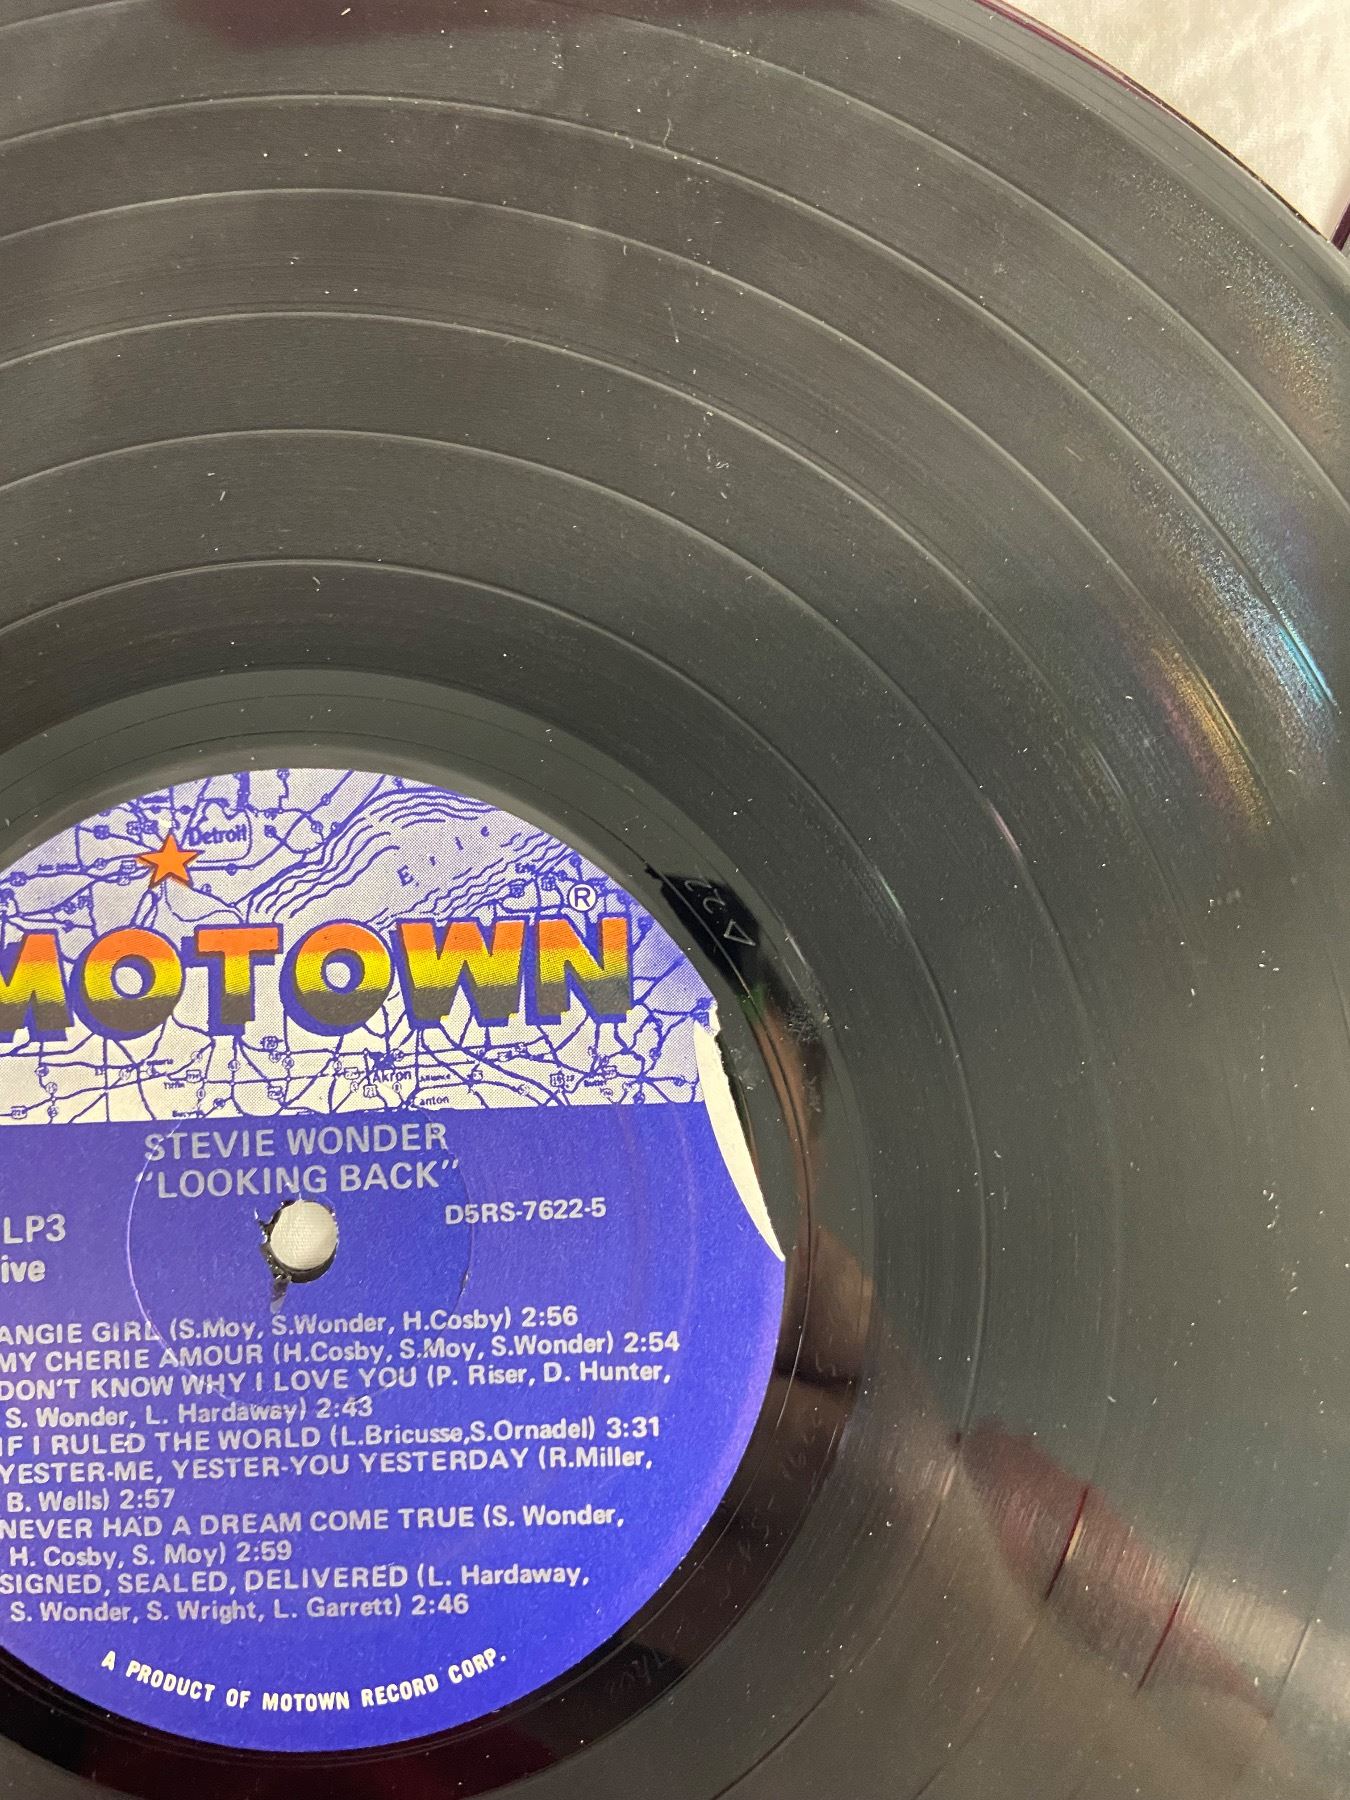 Detroit
Erie
MOTOWN®
Akron
Canton
STEVIE WONDER
"LOOKING BACK"
LP3
D5RS-7622-5
ive
ANGIE GIRL (S.Moy, S.Wonder, H.Cosby) 2:56
MY CHERIE AMOUR (H.Cosby, S.Moy, S.Wonder) 2:54
DON'T KNOW WHY I LOVE YOU (P. Riser, D. Hunter,
S. Wonder, L. Hardaway) 2:43
IF I RULED THE WORLD (L.Bricusse,S.Ornadel) 3:31
YESTER-ME, YESTER-YOU YESTERDAY (R.Miller,
B. Wells) 2:57
NEVER HAD A DREAM COME TRUE (S. Wonder,
H. Cosby, S. Moy) 2:59
SIGNED, SEALED, DELIVERED (L. Hardaway,
S. Wonder, S. Wright, L. Garrett) 2:46
A PRODUCT OF MOTOWN RECORD CORP.